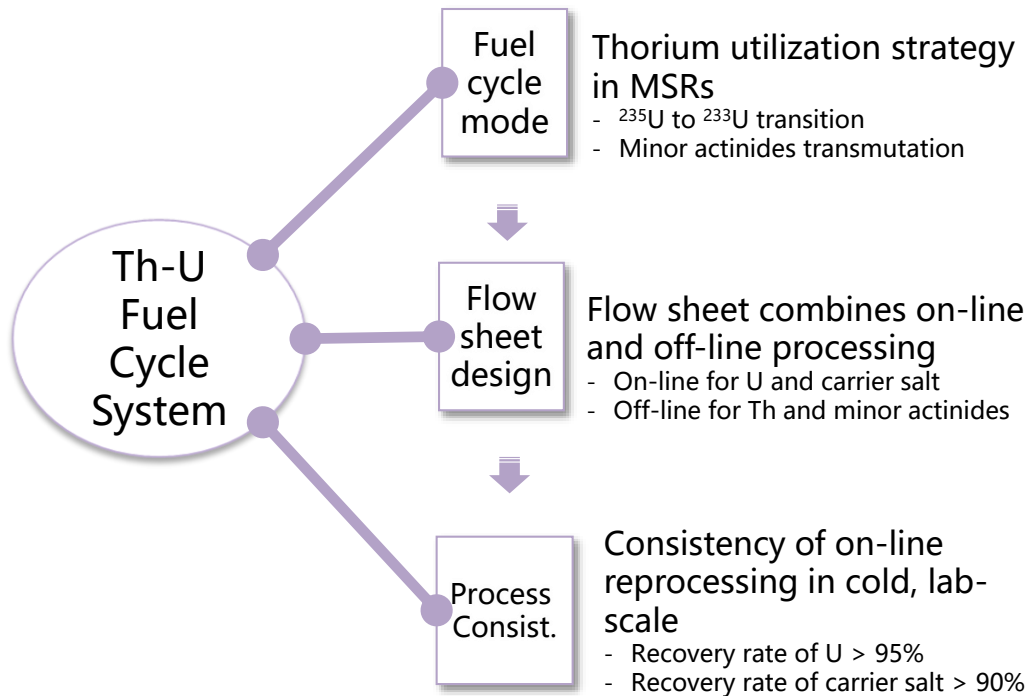 Th-U
Fuel
Cycle
System
Fuel
cycle
mode
Thorium utilization strategy
in MSRs
- ²³⁵U to ²³³U transition
- Minor actinides transmutation
Flow
sheet
design
Flow sheet combines on-line
and off-line processing
- On-line for U and carrier salt
- Off-line for Th and minor actinides
Process
Consist.
Consistency of on-line
reprocessing in cold, lab-
scale
- Recovery rate of U > 95%
- Recovery rate of carrier salt > 90%